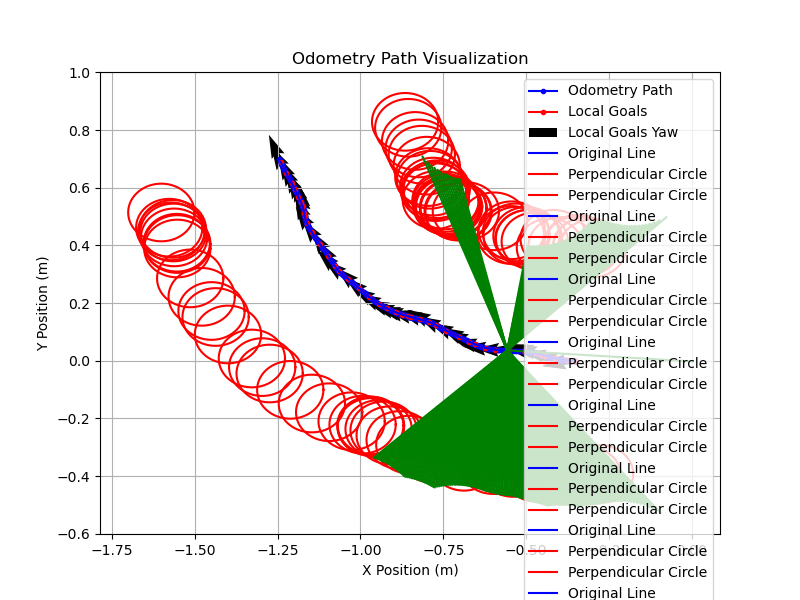 Odometry Path Visualization
Y Position (m)
1.0
0.8
0.6
0.4
0.2
0.0
−0.2
−0.4
−0.6
−1.75
−1.50
−1.25
−1.00
−0.75
−0.50
X Position (m)
Odometry Path
Local Goals
Local Goals Yaw
Original Line
Perpendicular Circle
Perpendicular Circle
Original Line
Perpendicular Circle
Perpendicular Circle
Original Line
Perpendicular Circle
Perpendicular Circle
Original Line
Perpendicular Circle
Perpendicular Circle
Original Line
Perpendicular Circle
Perpendicular Circle
Original Line
Perpendicular Circle
Perpendicular Circle
Original Line
Perpendicular Circle
Perpendicular Circle
Original Line